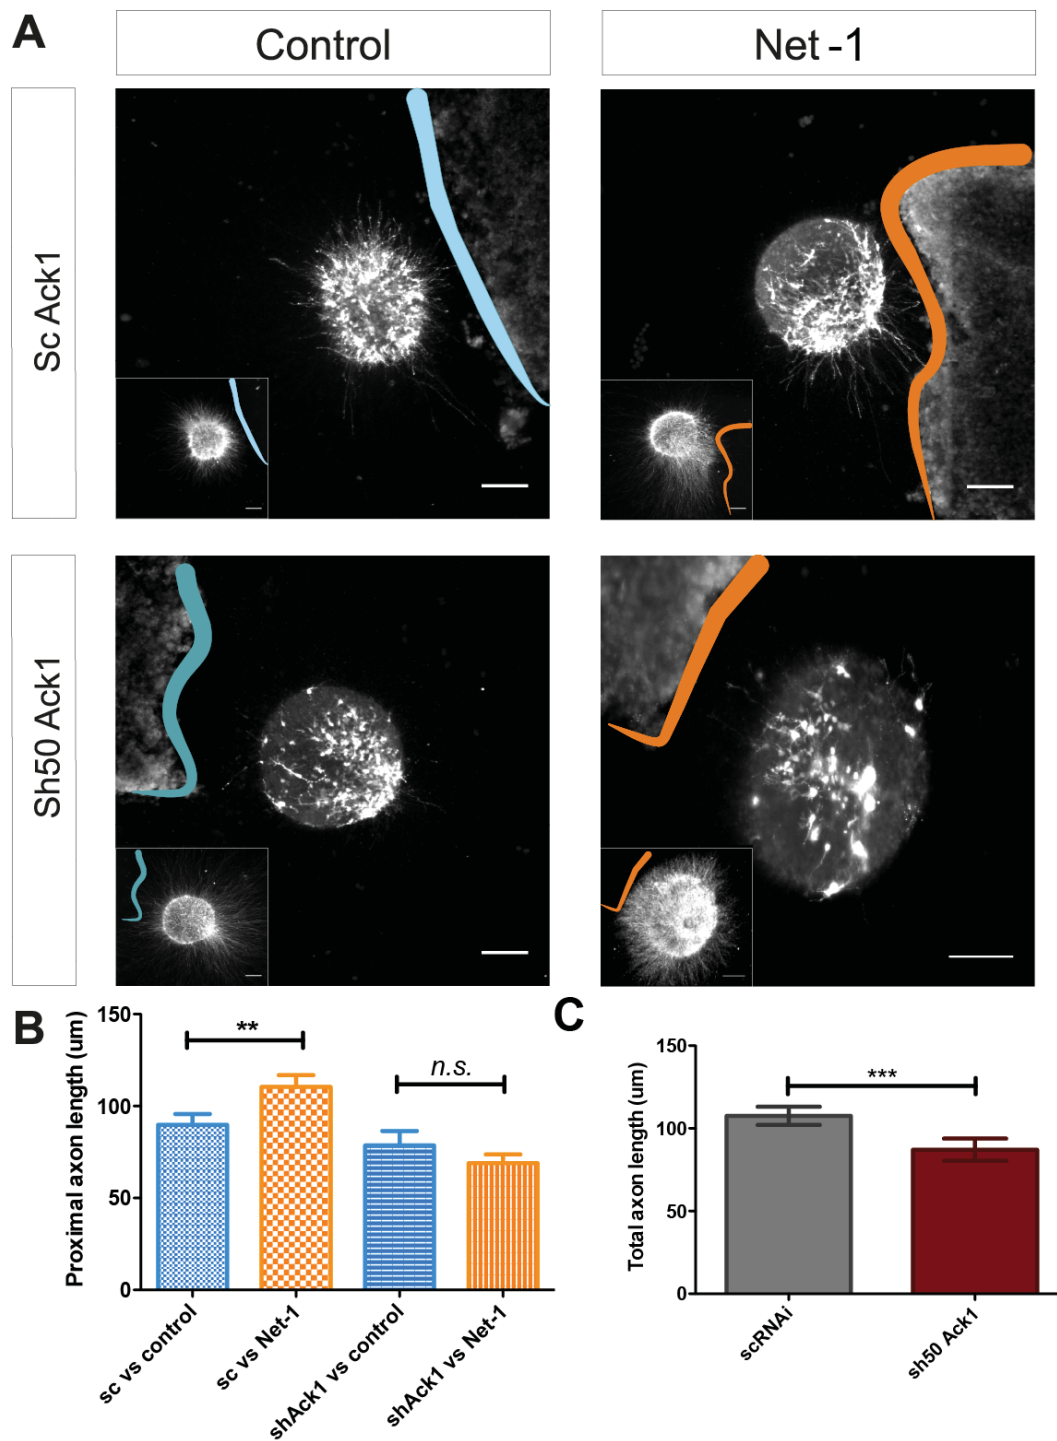 A
Control
Net -1
Sc Ack1
Sh50 Ack1
B
Proximal axon length (um)
150
100
50
0
**
n.s.
sc vs control
sc vs Net-1
shAck1 vs control
shAck1 vs Net-1
C
Total axon length (um)
150
100
50
0
***
scRNAi
sh50 Ack1